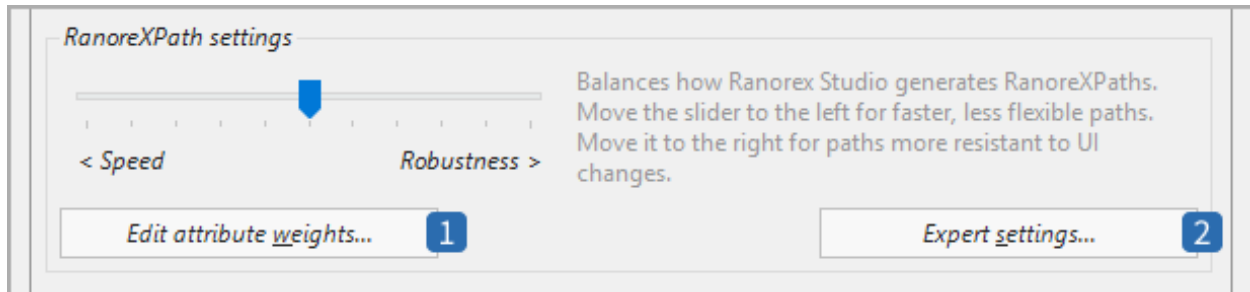 RanoreXPath settings
Balances how Ranorex Studio generates RanoreXPaths.
Move the slider to the left for faster, less flexible paths.
Move it to the right for paths more resistant to UI
changes.
< Speed
Robustness >
Edit attribute weights...
1
Expert settings...
2